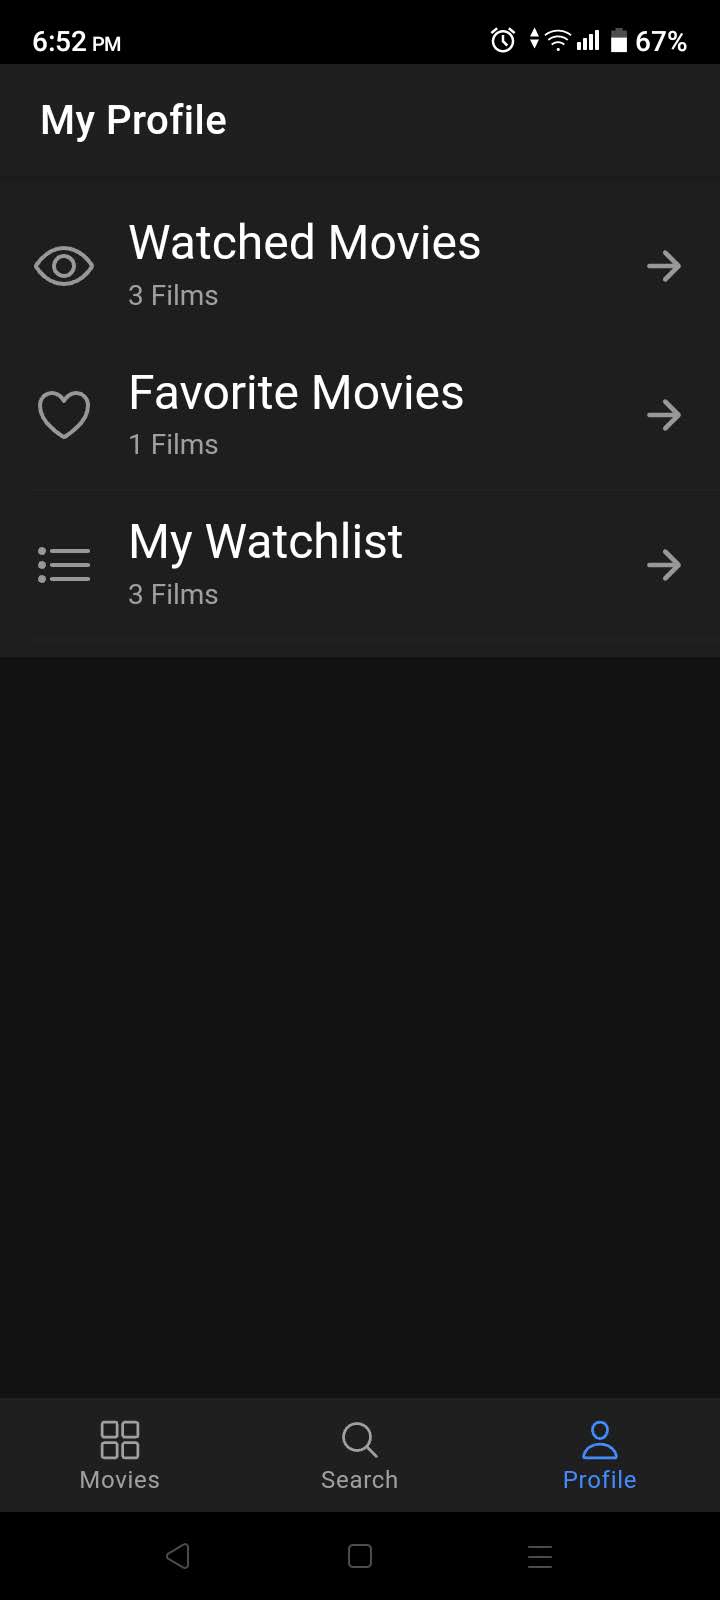 6:52 PM 67%
My Profile
Watched Movies
3 Films
Favorite Movies
1 Films
My Watchlist
3 Films
Movies Search Profile